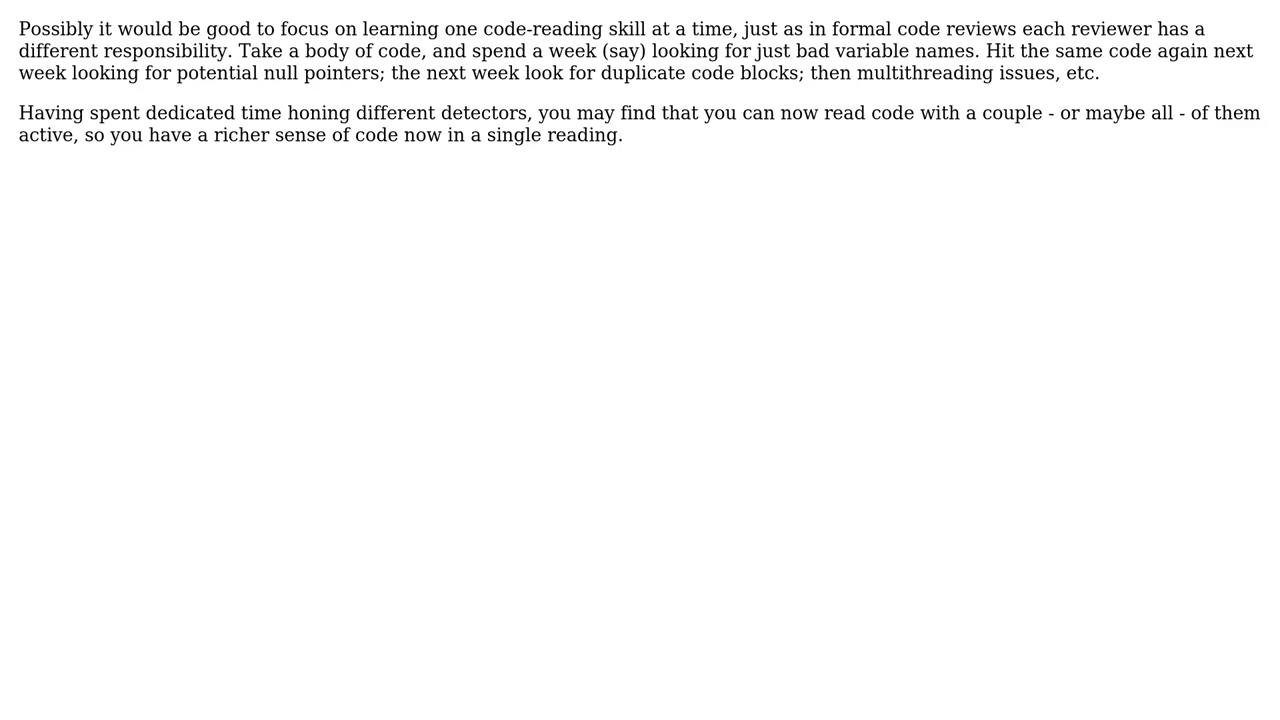 Possibly it would be good to focus on learning one code-reading skill at a time, just as in formal code reviews each reviewer has a
different responsibility. Take a body of code, and spend a week (say) looking for just bad variable names. Hit the same code again next
week looking for potential null pointers; the next week look for duplicate code blocks; then multithreading issues, etc.
Having spent dedicated time honing different detectors, you may find that you can now read code with a couple - or maybe all - of them
active, so you have a richer sense of code now in a single reading.